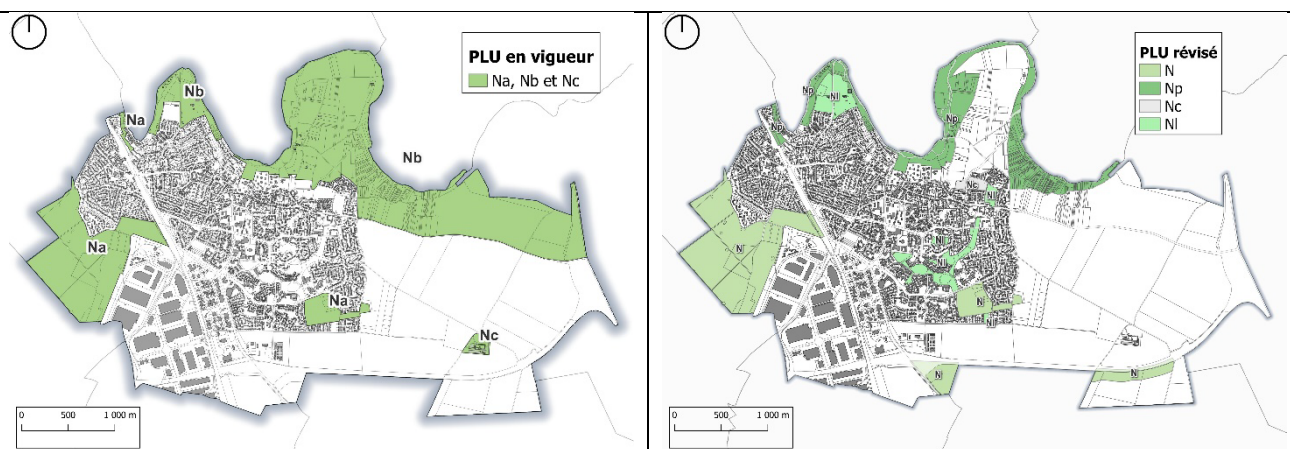 PLU en vigueur
Na, Nb et Nc
Nb
Na
Nb
Na
Na
Nc
0 500 1 000 m
PLU révisé
N
Np
Nc
Nl
Np
Nl
Np
Np
Nc
Nl
N
Nl
Nl
N
Nl
N
N
0 500 1 000 m